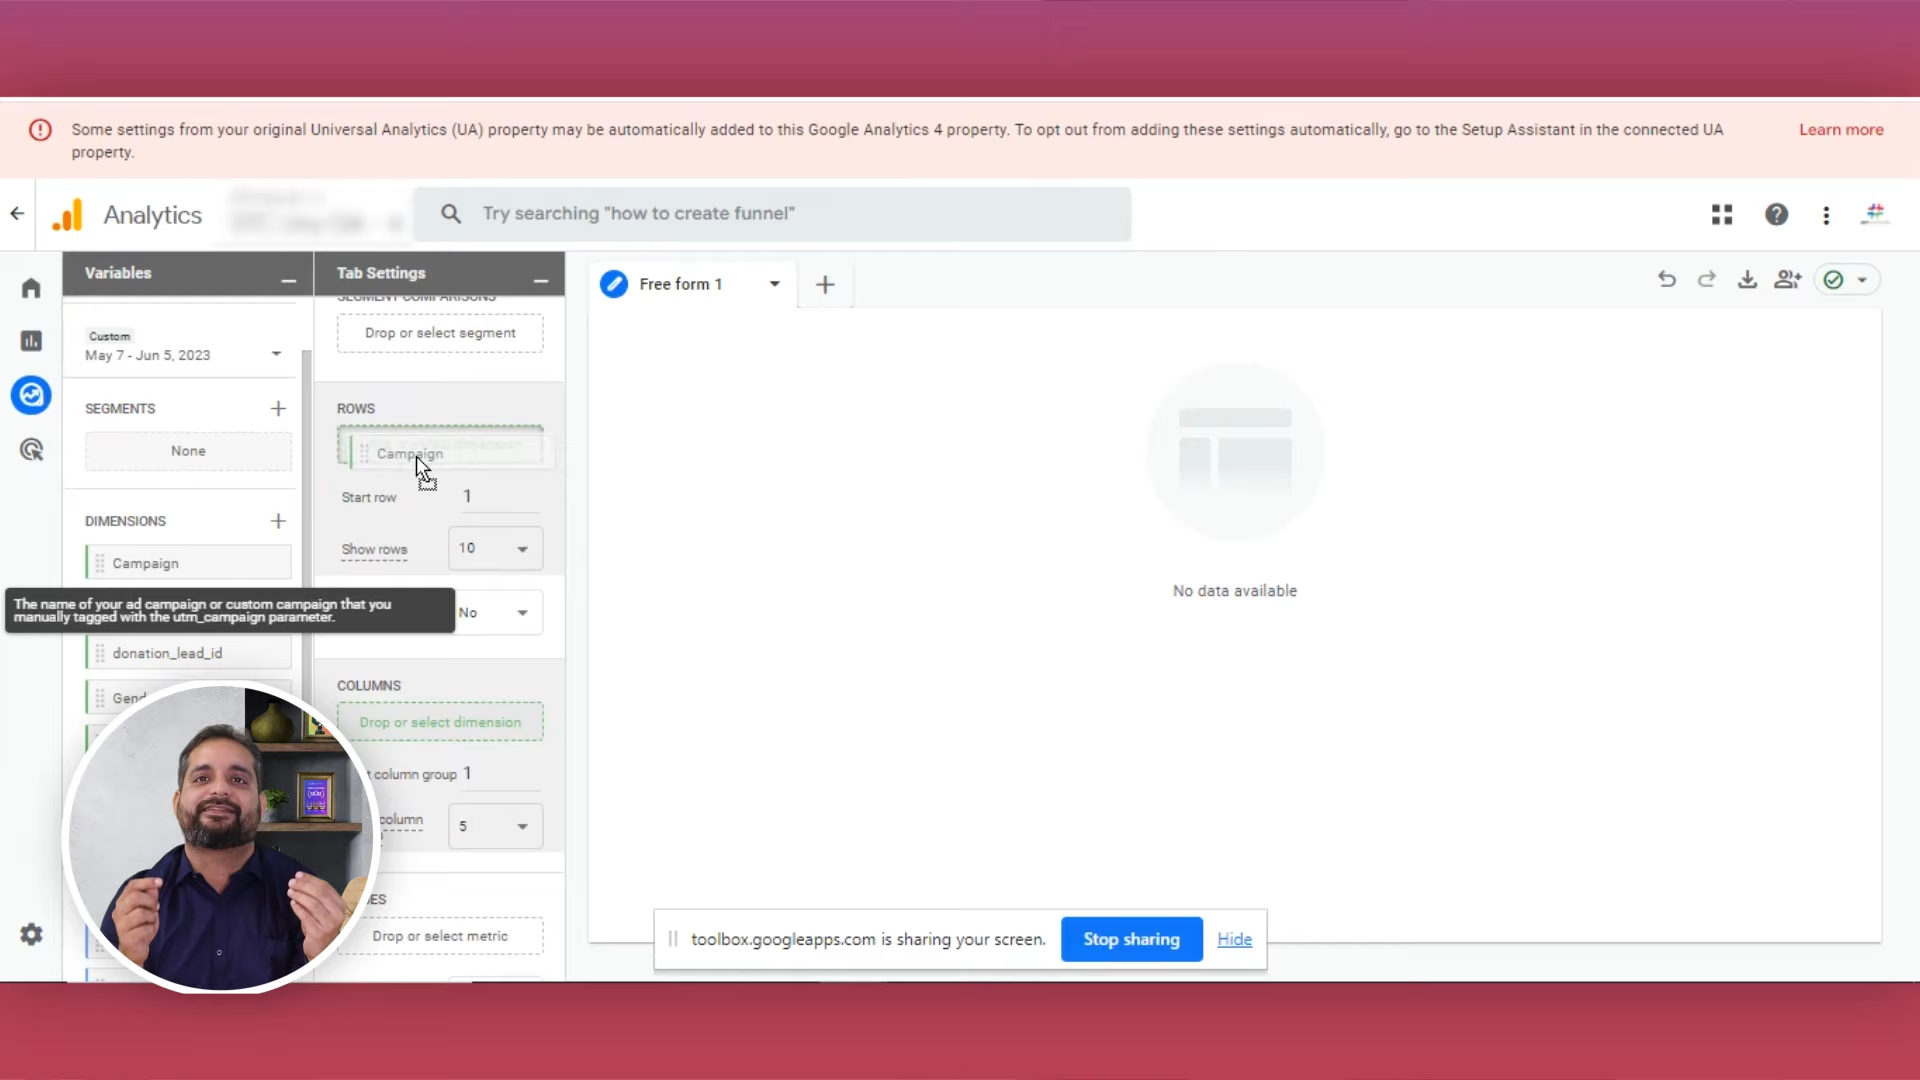 Some settings from your original Universal Analytics (UA) property may be automatically added to this Google Analytics 4 property. To opt out from adding these settings automatically, go to the Setup Assistant in the connected UA
property.
Learn more
Analytics
Try searching "how to create funnel"
Variables
Tab Settings
Free form 1
SEGMENT COMPARISONS
Drop or select segment
Custom
May 7 - Jun 5, 2023
SEGMENTS
None
ROWS
Campaign
Start row
1
Show rows
10
DIMENSIONS
Campaign
The name of your ad campaign or custom campaign that you
manually tagged with the utm_campaign parameter.
No
donation_lead_id
COLUMNS
Drop or select dimension
column group
1
column
5
Drop or select metric
No data available
toolbox.googleapps.com is sharing your screen.
Stop sharing
Hide